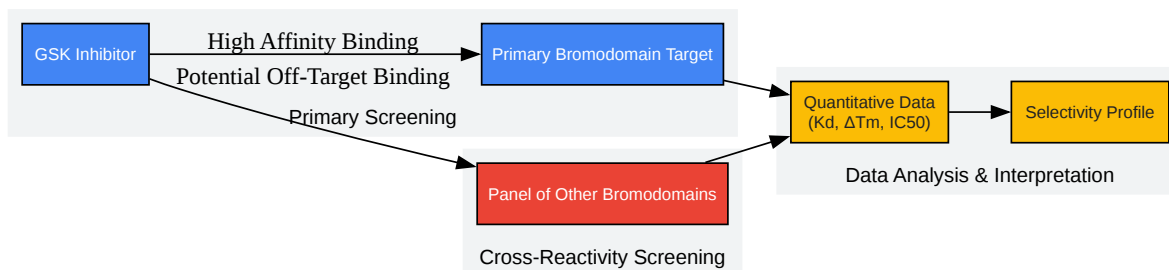 GSK Inhibitor
High Affinity Binding
Potential Off-Target Binding
Primary Bromodomain Target
Primary Screening
Panel of Other Bromodomains
Cross-Reactivity Screening
Quantitative Data
(Kd, ΔTm, IC50)
Selectivity Profile
Data Analysis & Interpretation